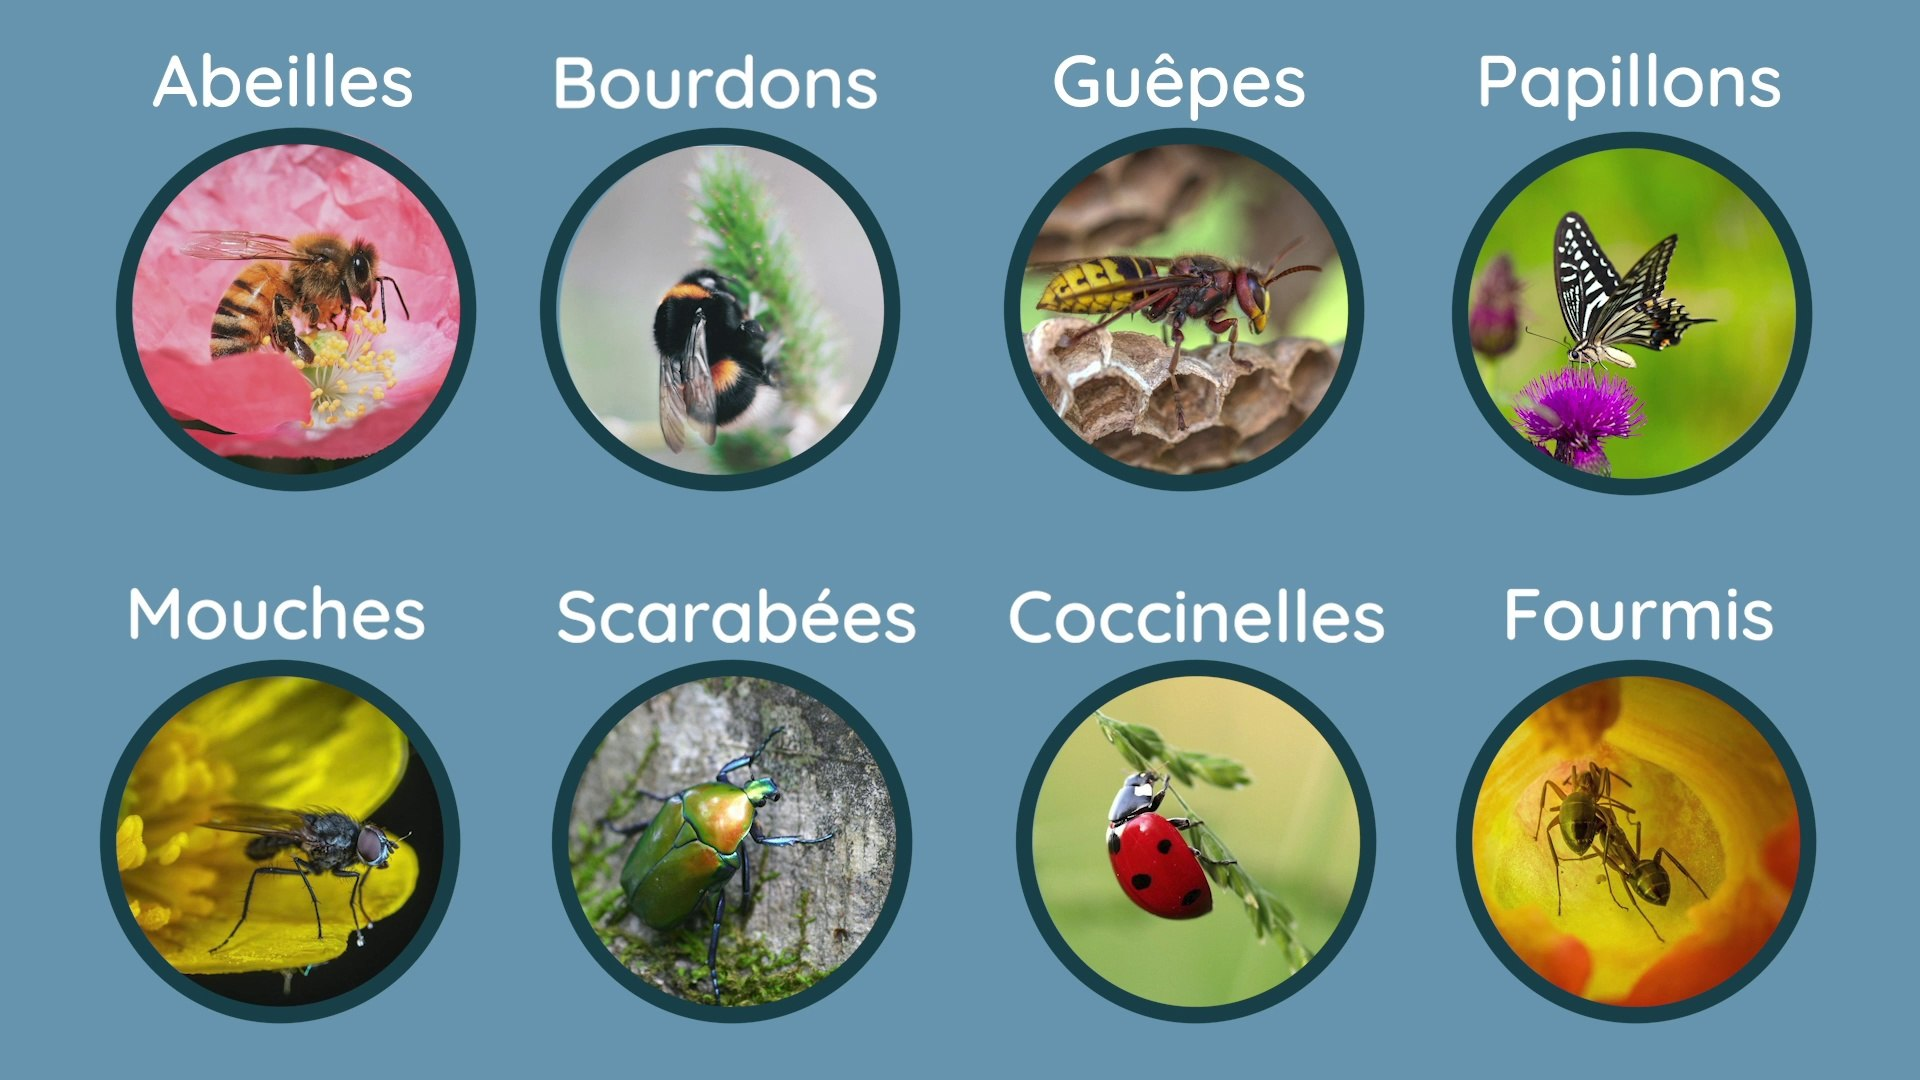 Abeilles
Bourdons
Guêpes
Papillons
Mouches
Scarabées
Coccinelles
Fourmis